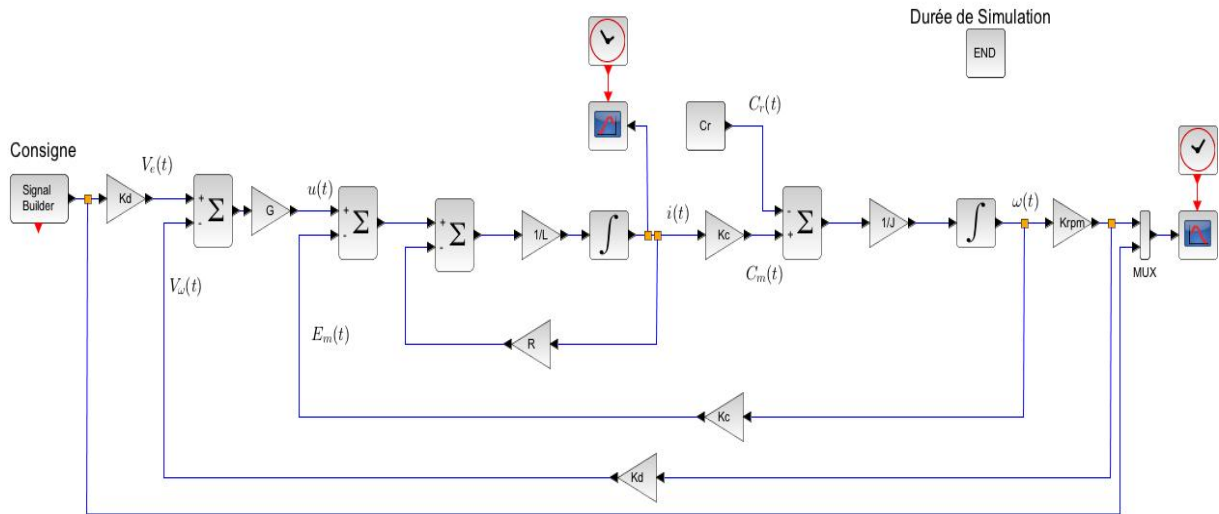 Durée de Simulation
END
Consigne
Signal
Builder
Kd
V_e(t)
+
-
Σ
V_ω(t)
G
u(t)
+
-
Σ
E_m(t)
+
-
Σ
1/L
∫
i(t)
R
Kc
C_m(t)
Cr
C_r(t)
-
+
Σ
1/J
∫
ω(t)
Krpm
MUX
Kc
Kd